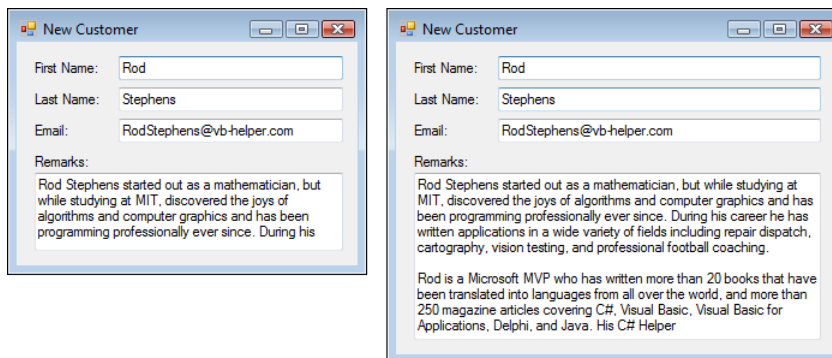 New Customer
First Name: Rod
Last Name: Stephens
Email: RodStephens@vb-helper.com
Remarks:
Rod Stephens started out as a mathematician, but
while studying at MIT, discovered the joys of
algorithms and computer graphics and has been
programming professionally ever since. During his
New Customer
First Name: Rod
Last Name: Stephens
Email: RodStephens@vb-helper.com
Remarks:
Rod Stephens started out as a mathematician, but while studying at
MIT, discovered the joys of algorithms and computer graphics and has
been programming professionally ever since. During his career he has
written applications in a wide variety of fields including repair dispatch,
cartography, vision testing, and professional football coaching.
Rod is a Microsoft MVP who has written more than 20 books that have
been translated into languages from all over the world, and more than
250 magazine articles covering C#, Visual Basic, Visual Basic for
Applications, Delphi, and Java. His C# Helper